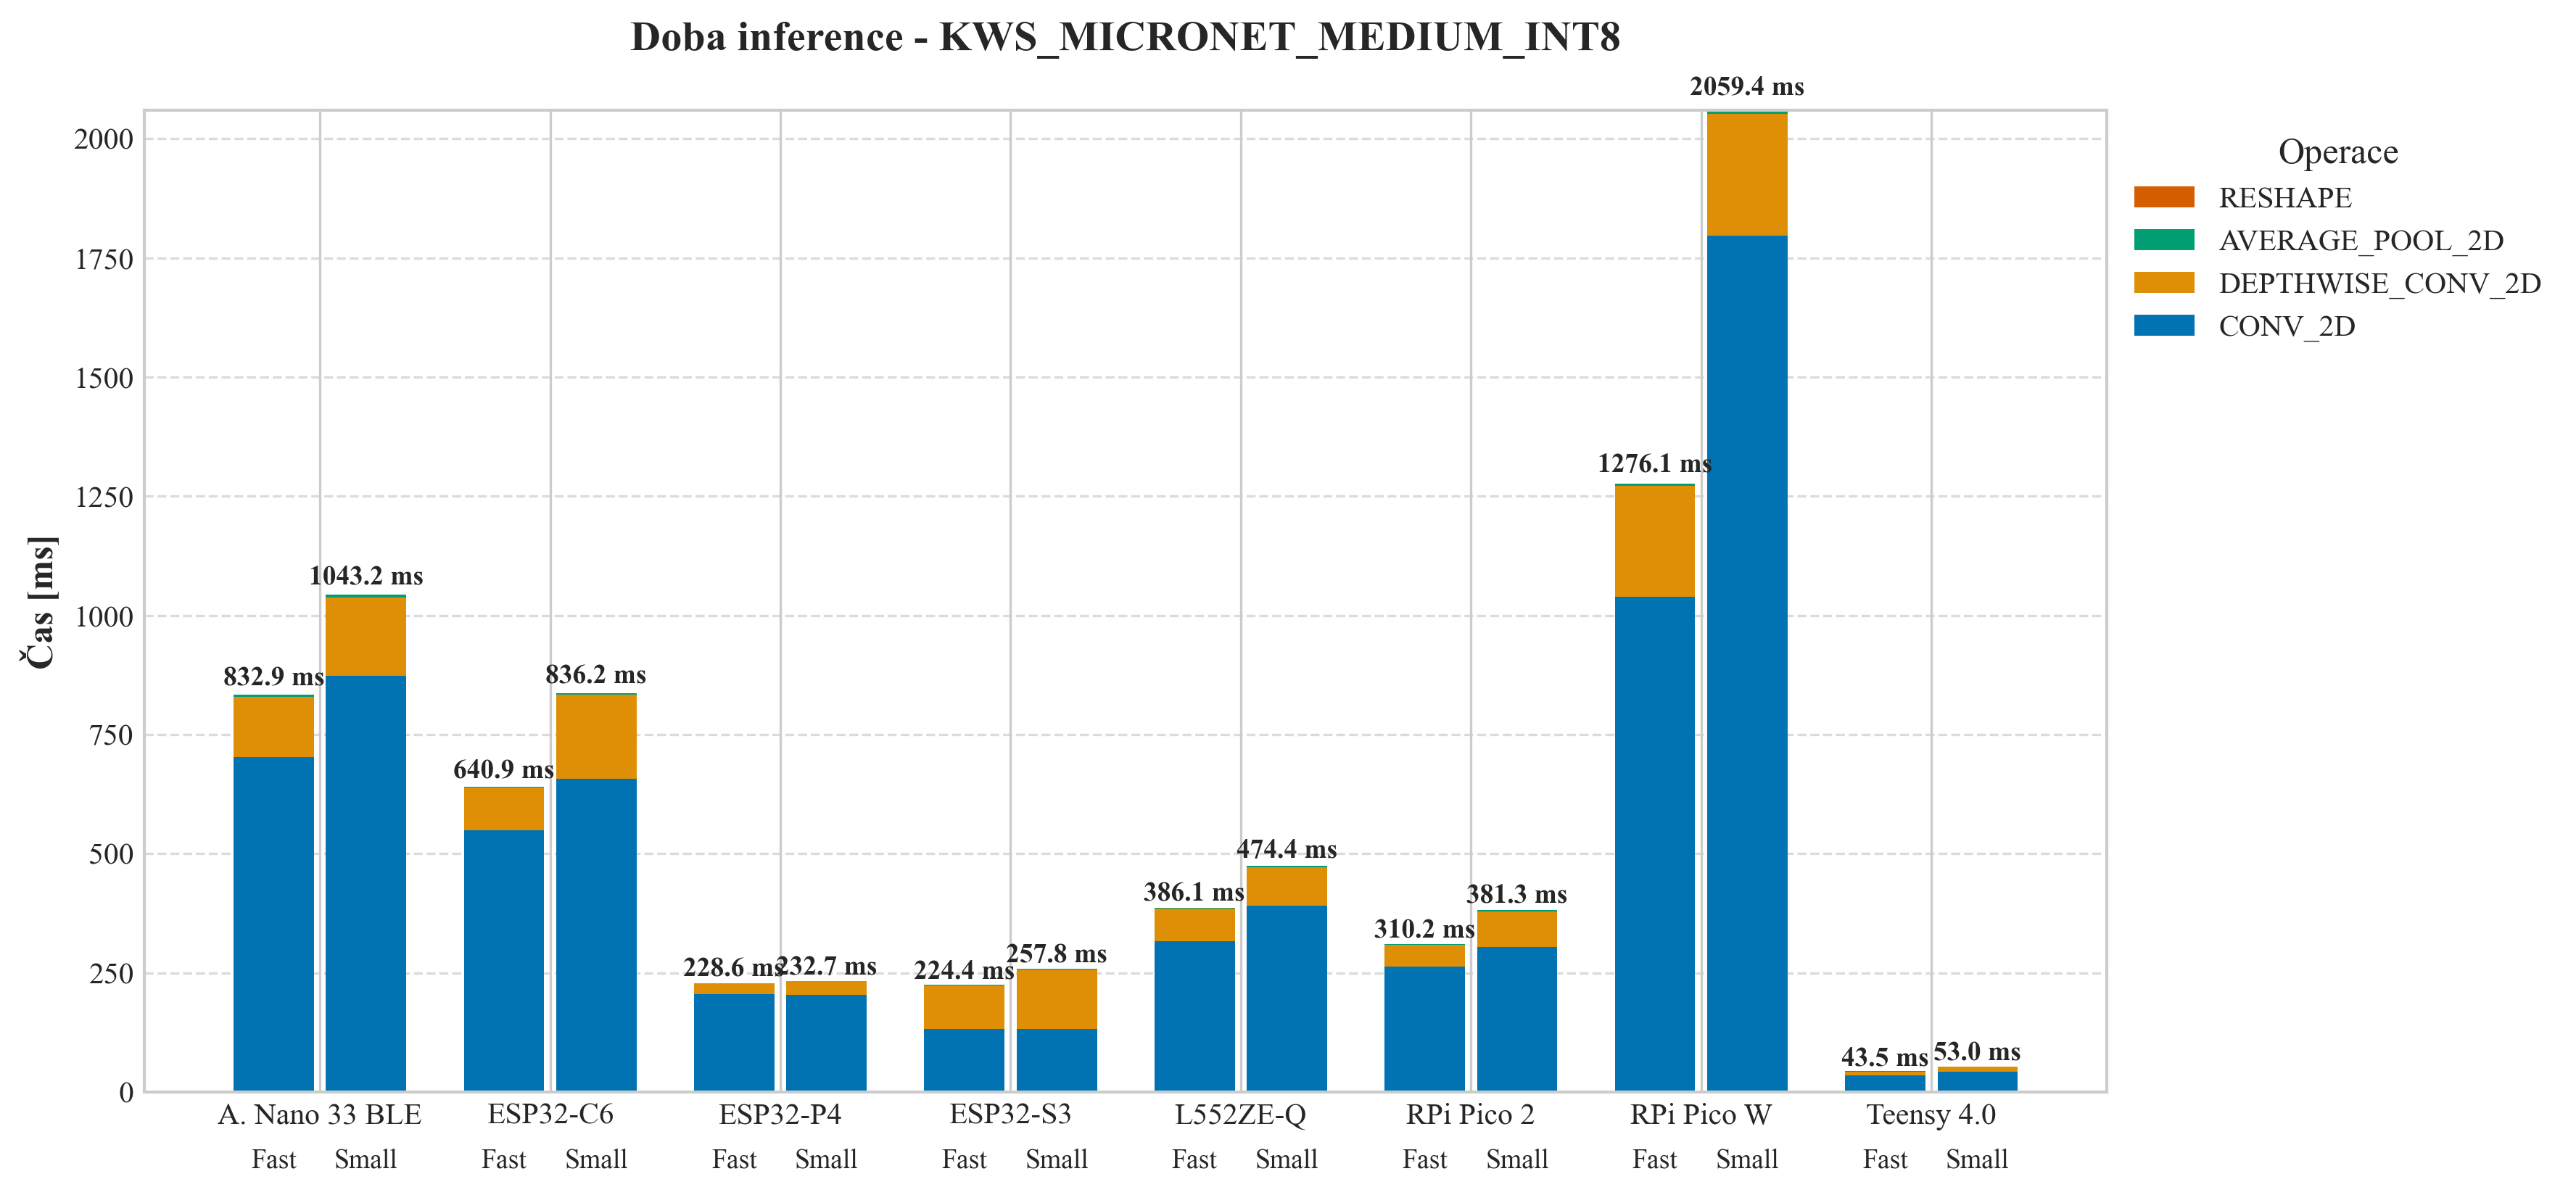 Doba inference - KWS_MICRONET_MEDIUM_INT8
2059.4 ms
2000
1750
1500
1250
1000
750
500
250
0
Čas [ms]
832.9 ms
1043.2 ms
640.9 ms
836.2 ms
228.6 ms
232.7 ms
224.4 ms
257.8 ms
386.1 ms
474.4 ms
310.2 ms
381.3 ms
1276.1 ms
43.5 ms
53.0 ms
A. Nano 33 BLE
ESP32-C6
ESP32-P4
ESP32-S3
L552ZE-Q
RPi Pico 2
RPi Pico W
Teensy 4.0
Fast Small
Fast Small
Fast Small
Fast Small
Fast Small
Fast Small
Fast Small
Fast Small
Operace
RESHAPE
AVERAGE_POOL_2D
DEPTHWISE_CONV_2D
CONV_2D